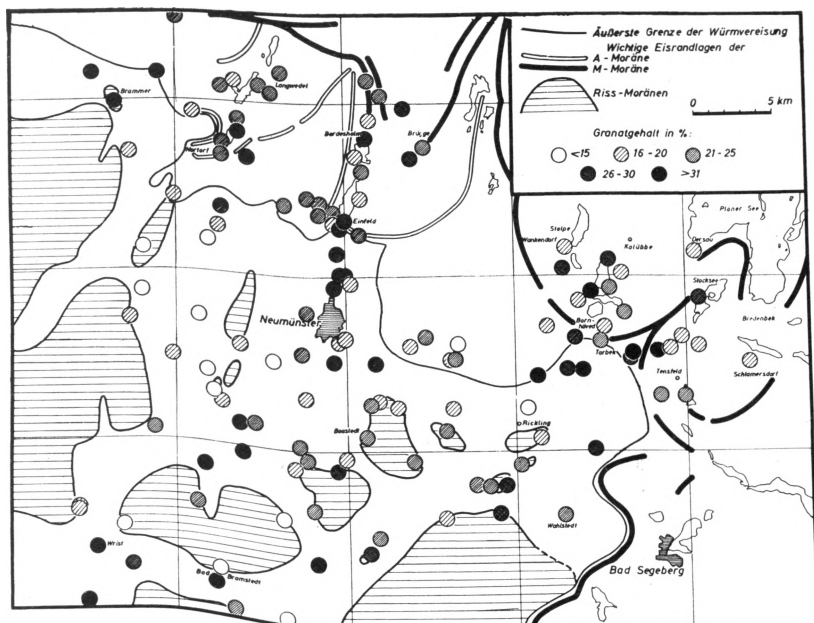 Äußerste Grenze der Würmvereisung
Wichtige Eisrandlagen der
A - Moräne
M - Moräne
Riss - Moränen
0 5 km
Granatgehalt in %:
<15 16 - 20 21 - 25
26 - 30 >31
Langwedel
Brammer
Nortorf
Bordesholm
Brügge
Einfeld
Stolpe
Wankendorf
Kalübbe
Planer See
Dersau
Stocksee
Neumünster
Born-
höved
Tarbek
Tensfeld
Schlamersdorf
Boostedt
Rickling
Wahlstedt
Wrist
Bad
Bramstedt
Bad Segeberg